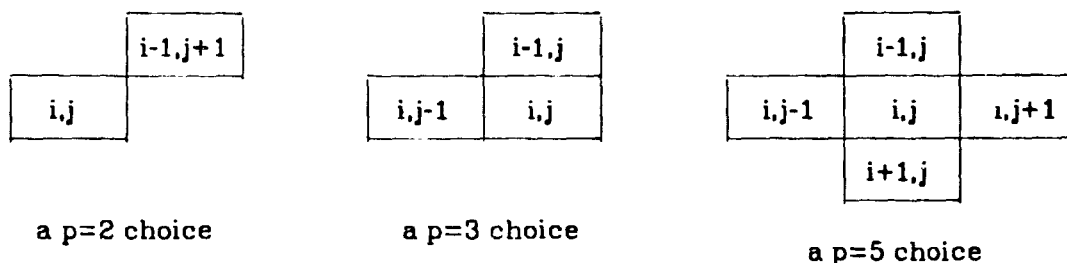 i-1,j+1
i,j
a p=2 choice
i-1,j
i,j-1 i,j
a p=3 choice
i-1,j
i,j-1 i,j ı,j+1
i+1,j
a p=5 choice